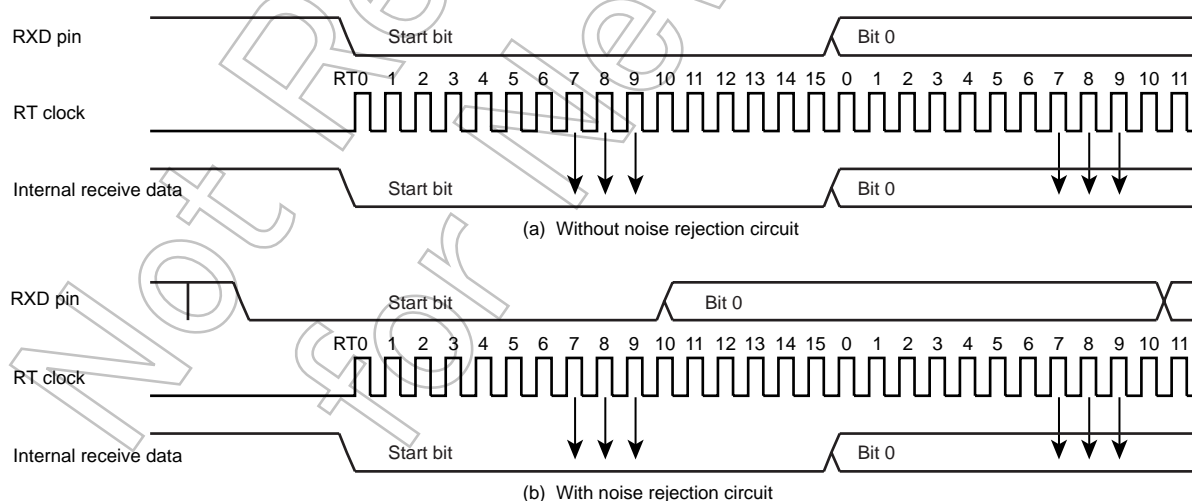 RXD pin Start bit Bit 0
RT0 1 2 3 4 5 6 7 8 9 10 11 12 13 14 15 0 1 2 3 4 5 6 7 8 9 10 11
RT clock
Internal receive data Start bit Bit 0
(a) Without noise rejection circuit
RXD pin Start bit Bit 0
RT0 1 2 3 4 5 6 7 8 9 10 11 12 13 14 15 0 1 2 3 4 5 6 7 8 9 10 11
RT clock
Internal receive data Start bit Bit 0
(b) With noise rejection circuit
Not Re
for Ne